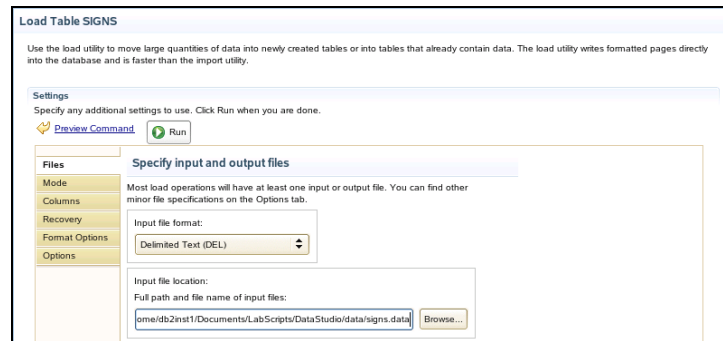 Load Table SIGNS
Use the load utility to move large quantities of data into newly created tables or into tables that already contain data. The load utility writes formatted pages directly
into the database and is faster than the import utility.
Settings
Specify any additional settings to use. Click Run when you are done.
Preview Command
Run
Files
Mode
Columns
Recovery
Format Options
Options
Specify input and output files
Most load operations will have at least one input or output file. You can find other
minor file specifications on the Options tab.
Input file format:
Delimited Text (DEL)
Input file location:
Full path and file name of input files:
ome/db2inst1/Documents/LabScripts/DataStudio/data/signs.data
Browse...